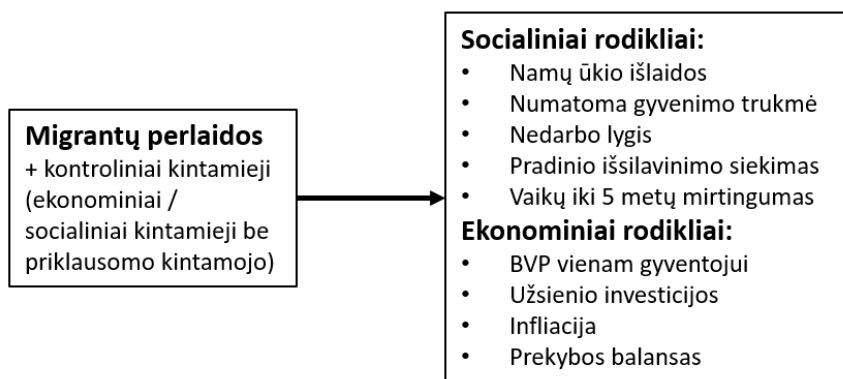 Migrantų perlaidos
+ kontroliniai kintamieji
(ekonominiai /
socialiniai kintamieji be
priklausomo kintamojo)
Socialiniai rodikliai:
• Namų ūkio išlaidos
• Numatoma gyvenimo trukmė
• Nedarbo lygis
• Pradinio išsilavinimo siekimas
• Vaikų iki 5 metų mirtingumas
Ekonominiai rodikliai:
• BVP vienam gyventojui
• Užsienio investicijos
• Infliacija
• Prekybos balansas